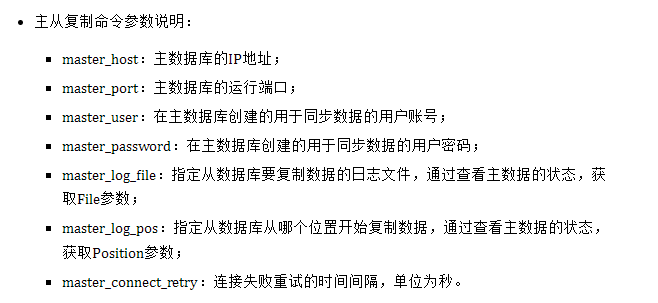 主从复制命令参数说明：
master_host：主数据库的IP地址；
master_port：主数据库的运行端口；
master_user：在主数据库创建的用于同步数据的用户账号；
master_password：在主数据库创建的用于同步数据的用户密码；
master_log_file：指定从数据库要复制数据的日志文件，通过查看主数据的状态，获
取File参数；
master_log_pos：指定从数据库从哪个位置开始复制数据，通过查看主数据的状态，
获取Position参数；
master_connect_retry：连接失败重试的时间间隔，单位为秒。